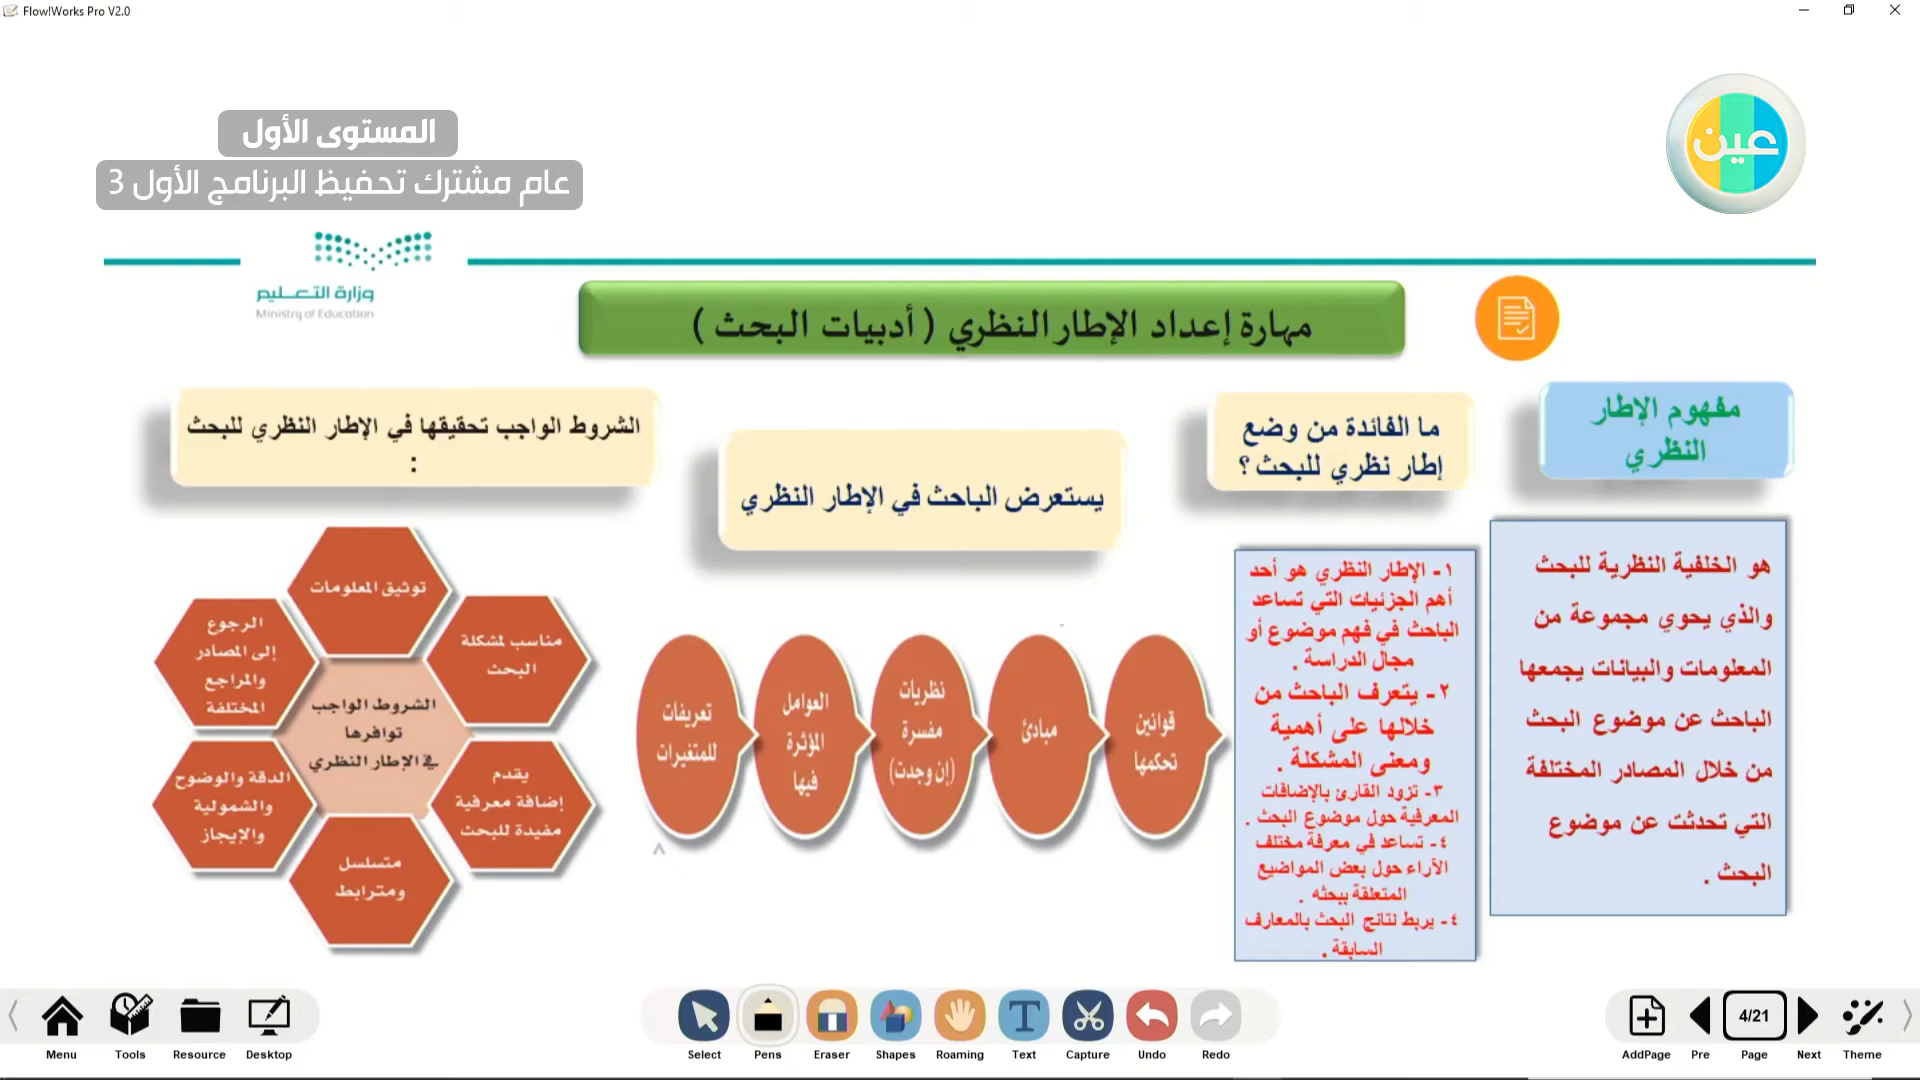 Flow!Works Pro V2.0
المستوى الأول
عام مشترك تحفيظ البرنامج الأول 3
عين
وزارة التعليم
Ministry of Education
مهارة إعداد الإطار النظري ( أدبيات البحث )
مفهوم الإطار
النظري
هو الخلفية النظرية للبحث
والذي يحوي مجموعة من
المعلومات والبيانات يجمعها
الباحث عن موضوع البحث
من خلال المصادر المختلفة
التي تحدثت عن موضوع
البحث .
ما الفائدة من وضع
إطار نظري للبحث ؟
١- الإطار النظري هو أحد
أهم الجزئيات التي تساعد
الباحث في فهم موضوع أو
مجال الدراسة .
٢- يتعرف الباحث من
خلالها على أهمية
ومعنى المشكلة .
٣- تزود القارئ بالإضافات
المعرفية حول موضوع البحث .
٤- تساعد في معرفة مختلف
الآراء حول بعض المواضيع
المتعلقة ببحثه .
٤- يربط نتائج البحث بالمعارف
السابقة .
يستعرض الباحث في الإطار النظري
قوانين
تحكمها
مبادئ
نظريات
مفسرة
(إن وجدت)
العوامل
المؤثرة
فيها
تعريفات
للمتغيرات
الشروط الواجب تحقيقها في الإطار النظري للبحث
:
توثيق المعلومات
مناسب لمشكلة
البحث
يقدم
إضافة معرفية
مفيدة للبحث
متسلسل
ومترابط
الدقة والوضوح
والشمولية
والإيجاز
الرجوع
إلى المصادر
والمراجع
المختلفة
الشروط الواجب
توافرها
في الإطار النظري
Menu
Tools
Resource
Desktop
Select
Pens
Eraser
Shapes
Roaming
Text
Capture
Undo
Redo
AddPage
Pre
4/21
Page
Next
Theme